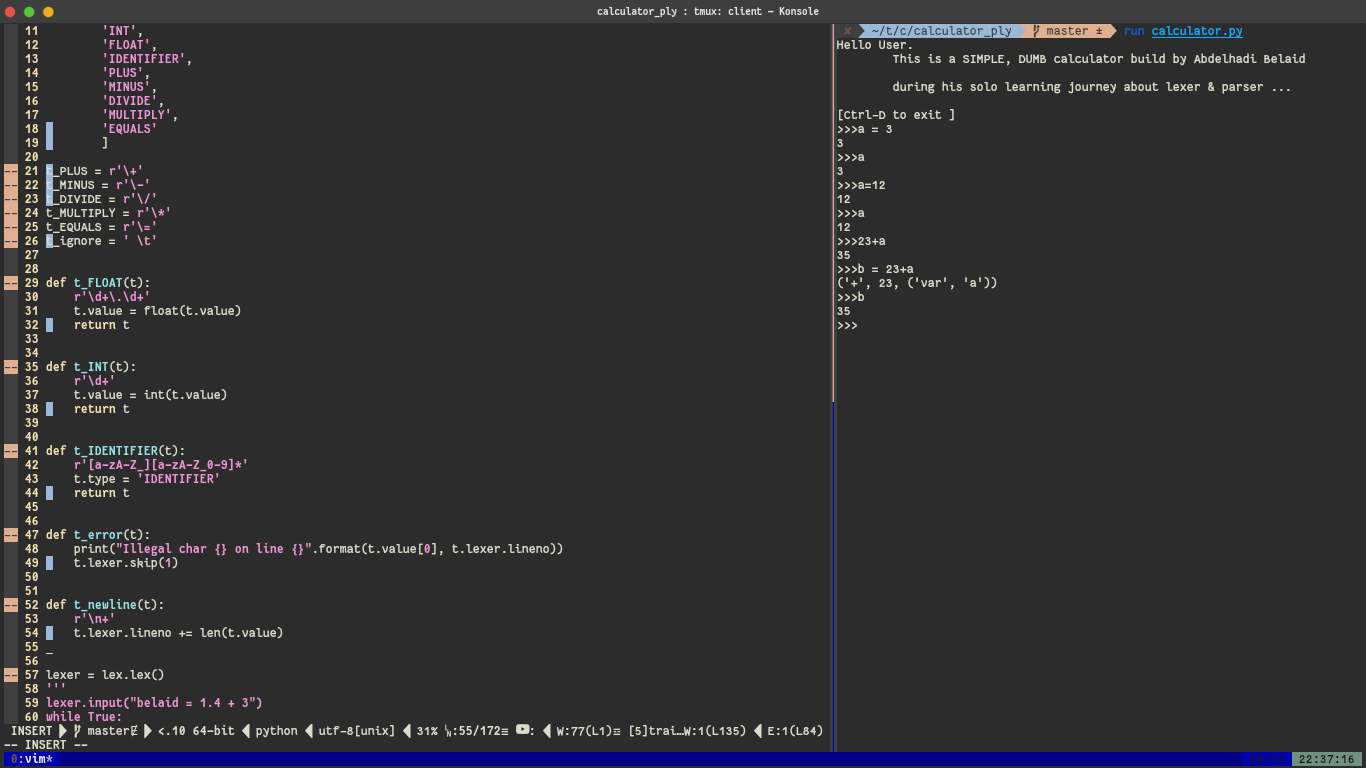 calculator_ply : tmux: client — Konsole
11 'INT',
12 'FLOAT',
13 'IDENTIFIER',
14 'PLUS',
15 'MINUS',
16 'DIVIDE',
17 'MULTIPLY',
18 'EQUALS'
19 ]
20
-- 21 t_PLUS = r'\+'
-- 22 t_MINUS = r'\-'
-- 23 t_DIVIDE = r'\/'
-- 24 t_MULTIPLY = r'\*'
-- 25 t_EQUALS = r'\='
-- 26 t_ignore = ' \t'
27
28
-- 29 def t_FLOAT(t):
30 r'\d+\.\d+'
31 t.value = float(t.value)
32 return t
33
34
-- 35 def t_INT(t):
36 r'\d+'
37 t.value = int(t.value)
38 return t
39
40
-- 41 def t_IDENTIFIER(t):
42 r'[a-zA-Z_][a-zA-Z_0-9]*'
43 t.type = 'IDENTIFIER'
44 return t
45
46
-- 47 def t_error(t):
48 print("Illegal char {} on line {}".format(t.value[0], t.lexer.lineno))
49 t.lexer.skip(1)
50
51
-- 52 def t_newline(t):
53 r'\n+'
54 t.lexer.lineno += len(t.value)
55 _
56
-- 57 lexer = lex.lex()
58 '''
59 lexer.input("belaid = 1.4 + 3")
60 while True:
INSERT master < .10 64-bit python utf-8[unix] 31% :55/172 : W:77(L1) [5]trai…W:1(L135) E:1(L84)
-- INSERT --
✘ ~/t/c/calculator_ply master ± run calculator.py
Hello User.
This is a SIMPLE, DUMB calculator build by Abdelhadi Belaid
during his solo learning journey about lexer & parser ...
[Ctrl-D to exit ]
>>>a = 3
3
>>>a
3
>>>a=12
12
>>>a
12
>>>23+a
35
>>>b = 23+a
('+', 23, ('var', 'a'))
>>>b
35
>>>
0:vim*
22:37:16